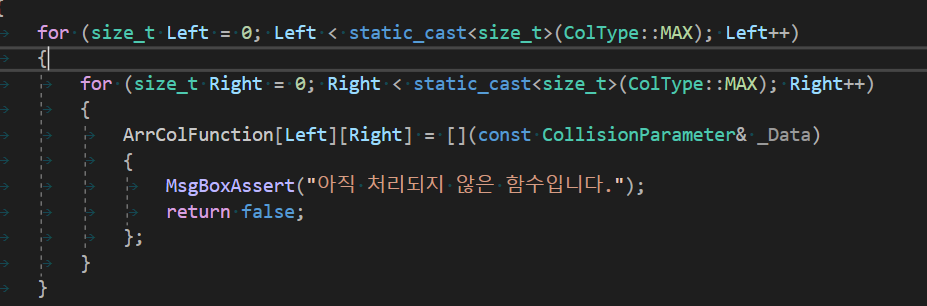 {
for (size_t Left = 0; Left < static_cast<size_t>(ColType::MAX); Left++)
{
for (size_t Right = 0; Right < static_cast<size_t>(ColType::MAX); Right++)
{
ArrColFunction[Left][Right] = [](const CollisionParameter& _Data)
{
MsgBoxAssert("아직 처리되지 않은 함수입니다.");
return false;
};
}
}